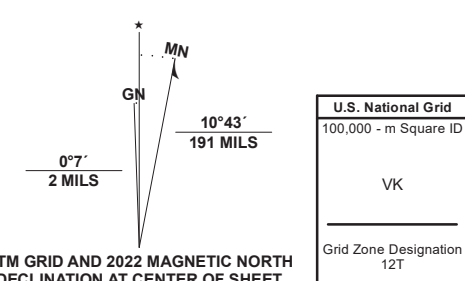 ★
MN
GN
10°43´
191 MILS
0°7´
2 MILS
TM GRID AND 2022 MAGNETIC NORTH
DECLINATION AT CENTER OF SHEET
U.S. National Grid
100,000 - m Square ID
VK
Grid Zone Designation
12T